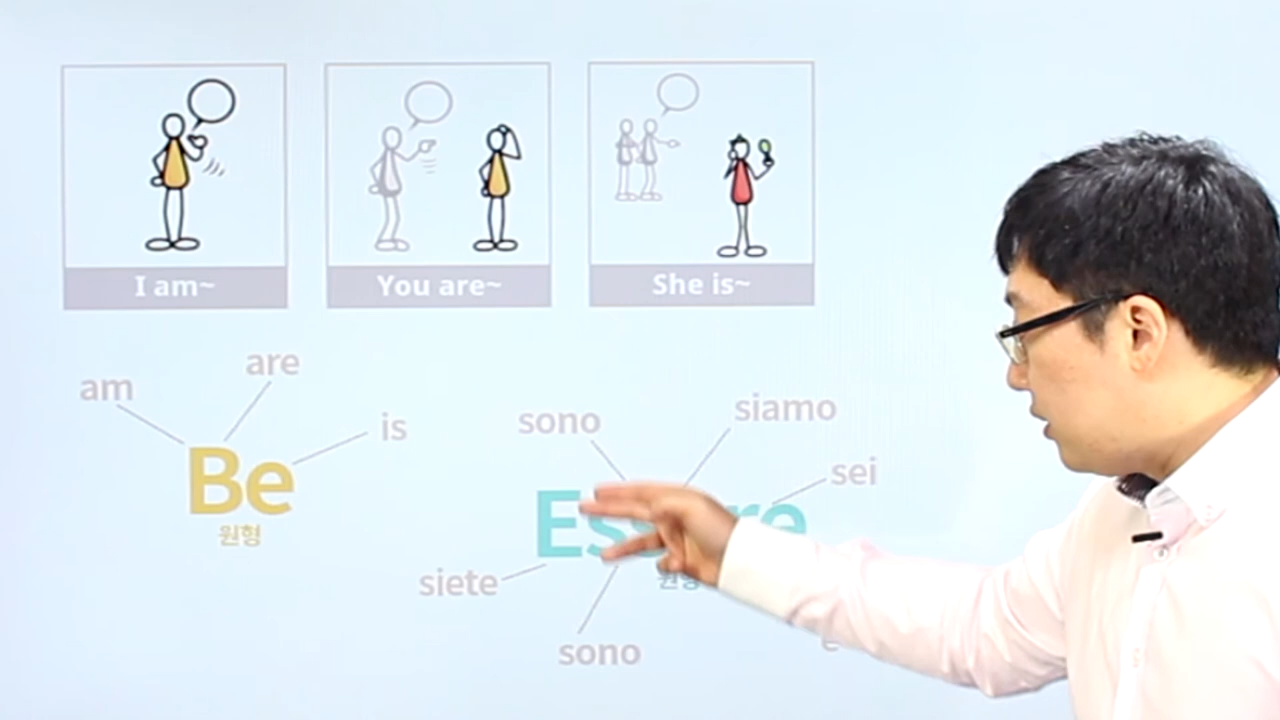 I am~
You are~
She is~
am
are
is
Be
원형
sono
siamo
sei
siete
sono